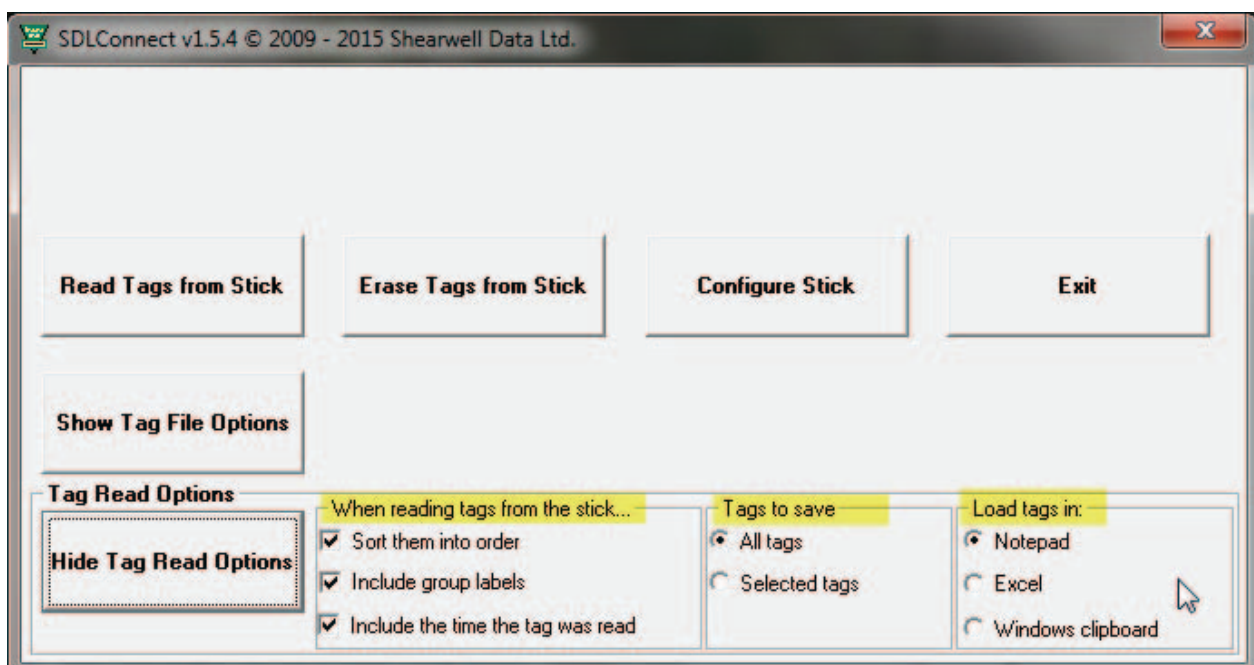 SDLConnect v1.5.4 © 2009 - 2015 Shearwell Data Ltd.
Read Tags from Stick
Erase Tags from Stick
Configure Stick
Exit
Show Tag File Options
Tag Read Options
Hide Tag Read Options
When reading tags from the stick...
Sort them into order
Include group labels
Include the time the tag was read
Tags to save
All tags
Selected tags
Load tags in:
Notepad
Excel
Windows clipboard